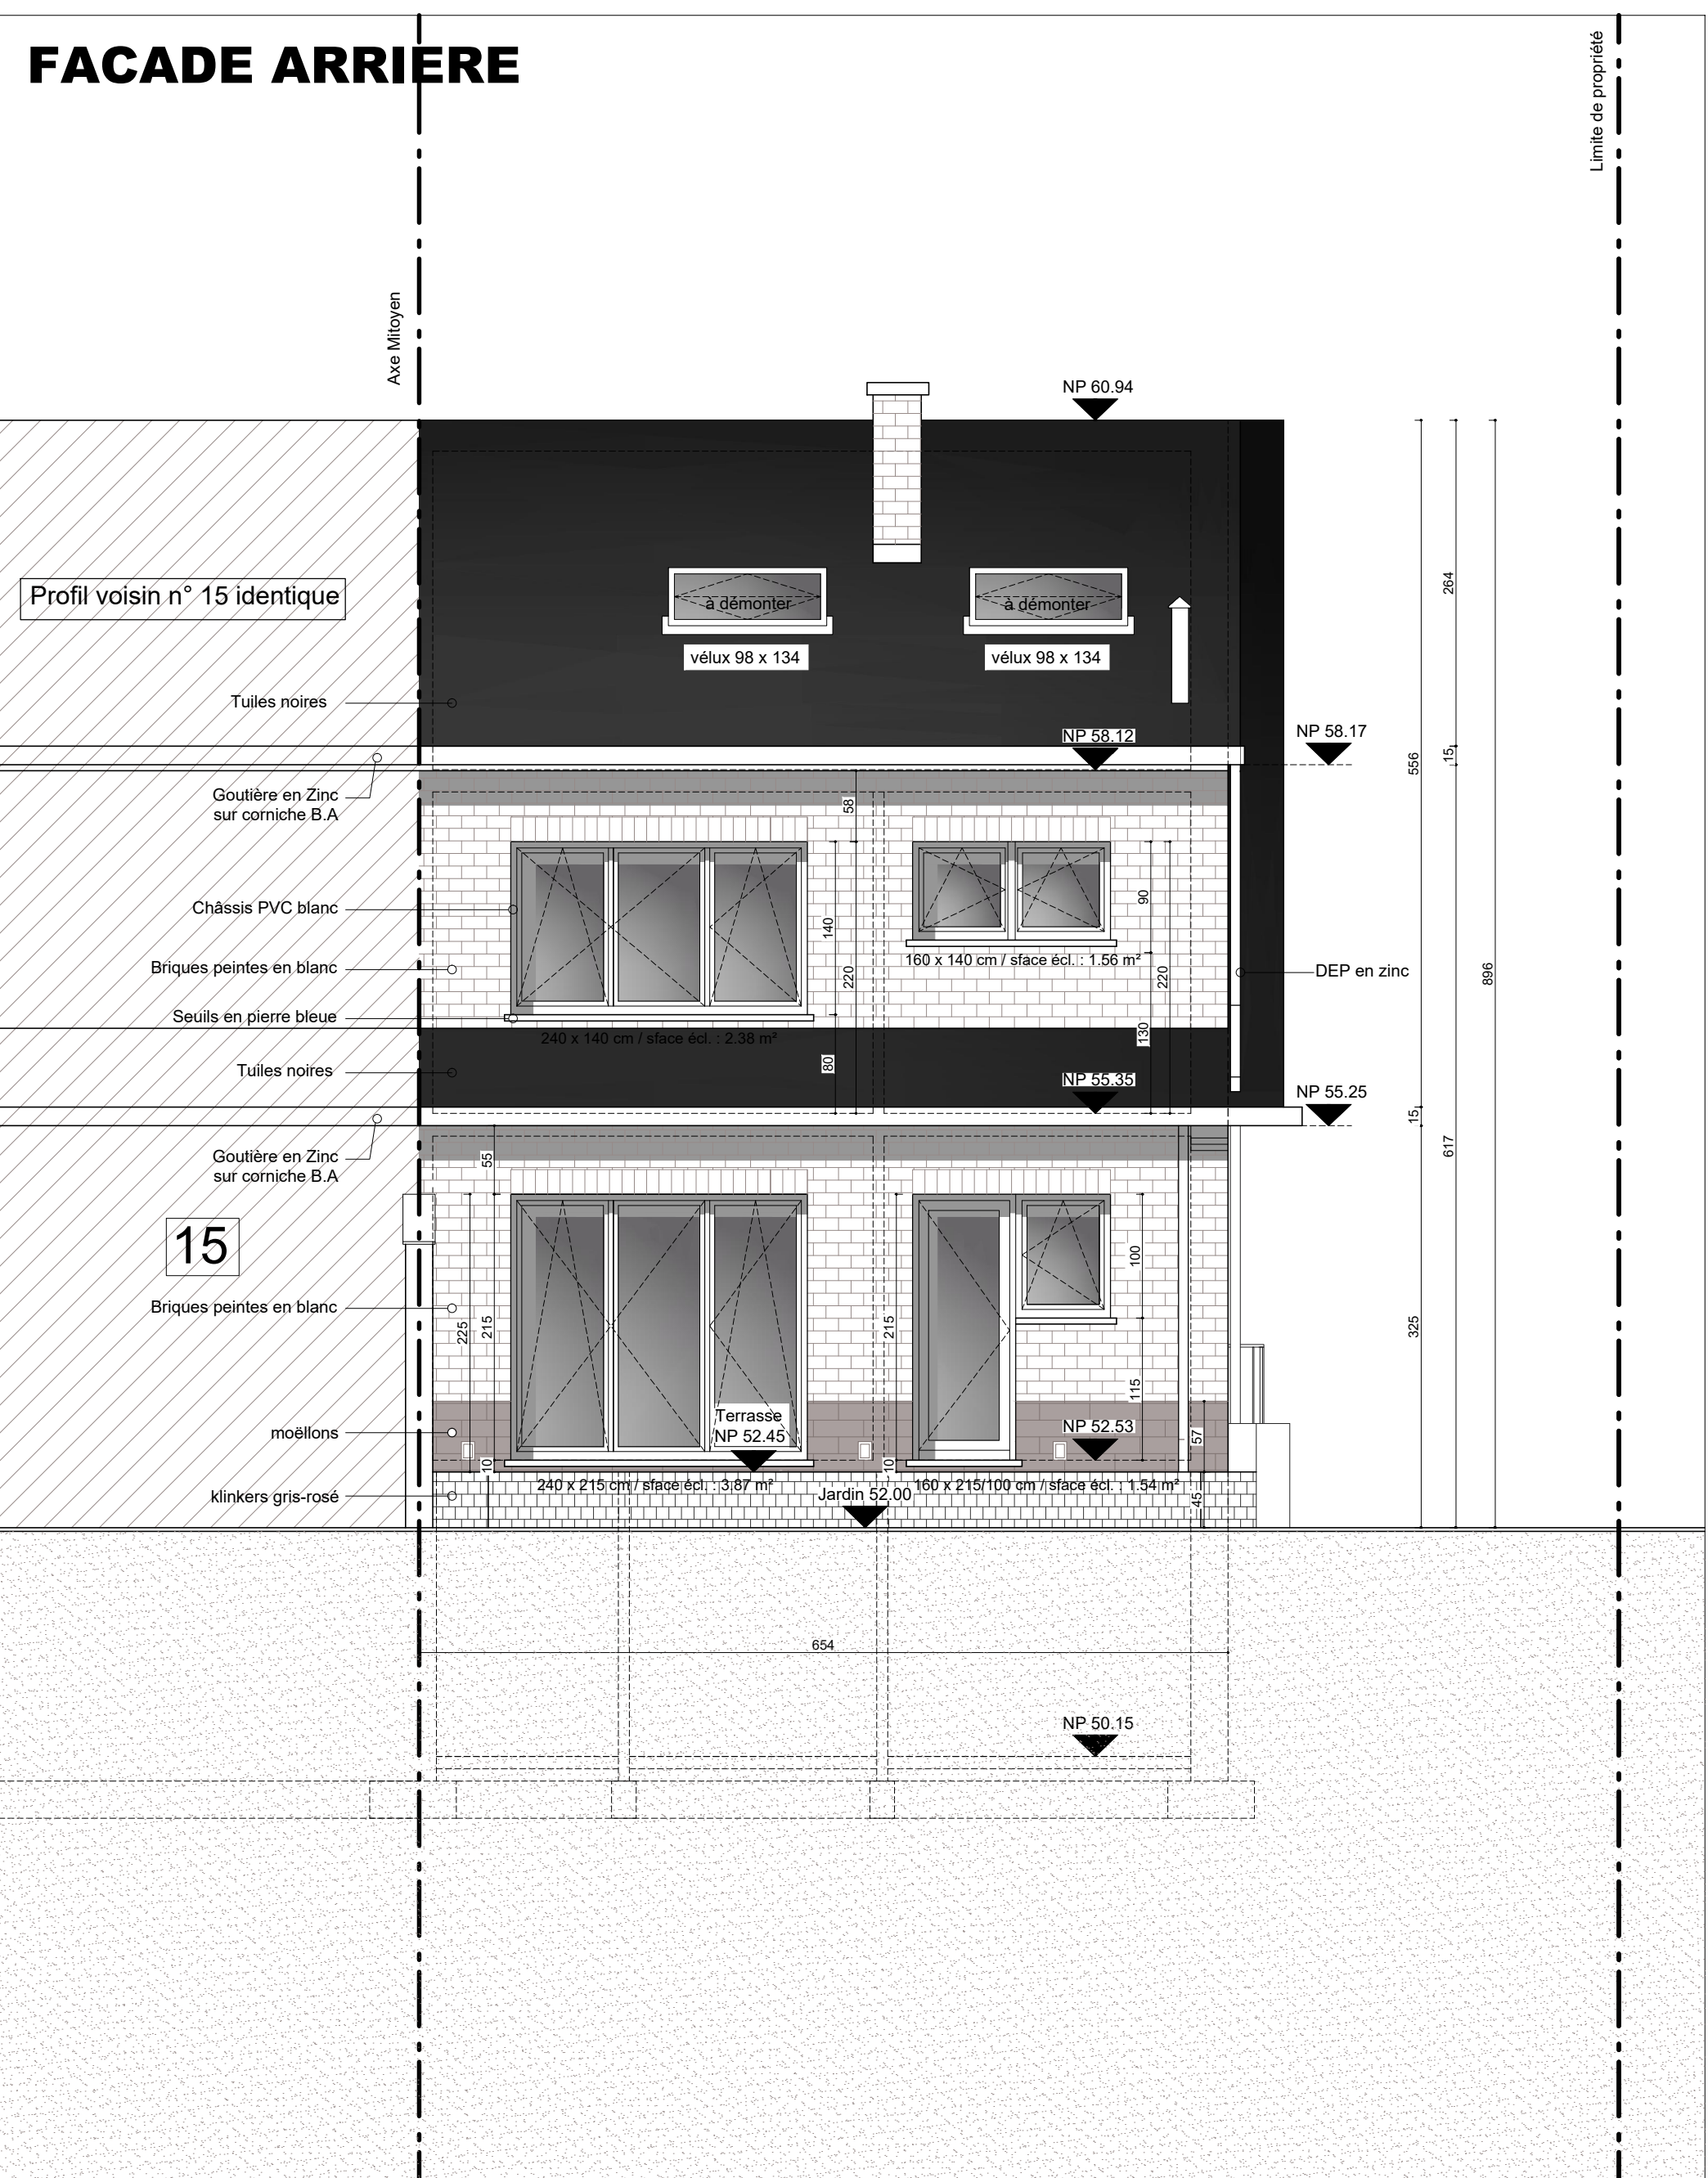 FACADE ARRIERE
Limite de propriété
Axe Mitoyen
NP 60.94
Profil voisin n° 15 identique
à démonter
à démonter
vélux 98 x 134
vélux 98 x 134
264
Tuiles noires
NP 58.12
NP 58.17
15
556
Goutière en Zinc
sur corniche B.A
58
Châssis PVC blanc
140
90
Briques peintes en blanc
160 x 140 cm / sface écl. : 1.56 m²
220
220
DEP en zinc
896
Seuils en pierre bleue
240 x 140 cm / sface écl. : 2.38 m²
130
80
Tuiles noires
NP 55.35
NP 55.25
15
617
Goutière en Zinc
sur corniche B.A
55
15
100
Briques peintes en blanc
225
215
215
325
115
Terrasse
NP 52.45
NP 52.53
moëllons
57
10
10
240 x 215 cm / sface écl. : 3.87 m²
160 x 215/100 cm / sface écl. : 1.54 m²
klinkers gris-rosé
Jardin 52.00
45
654
NP 50.15